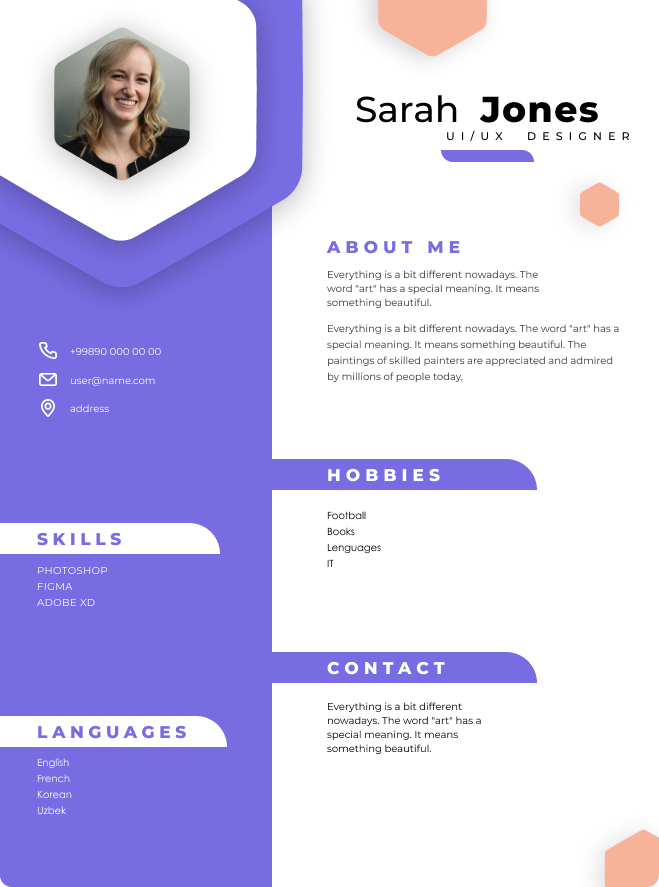 Sarah Jones
UI/UX DESIGNER
ABOUT ME
Everything is a bit different nowadays. The
word "art" has a special meaning. It means
something beautiful.
Everything is a bit different nowadays. The word "art" has a
special meaning. It means something beautiful. The
paintings of skilled painters are appreciated and admired
by millions of people today,
+99890 000 00 00
user@name.com
address
HOBBIES
Football
Books
Lenguages
IT
SKILLS
PHOTOSHOP
FIGMA
ADOBE XD
CONTACT
Everything is a bit different
nowadays. The word "art" has a
special meaning. It means
something beautiful.
LANGUAGES
English
French
Korean
Uzbek